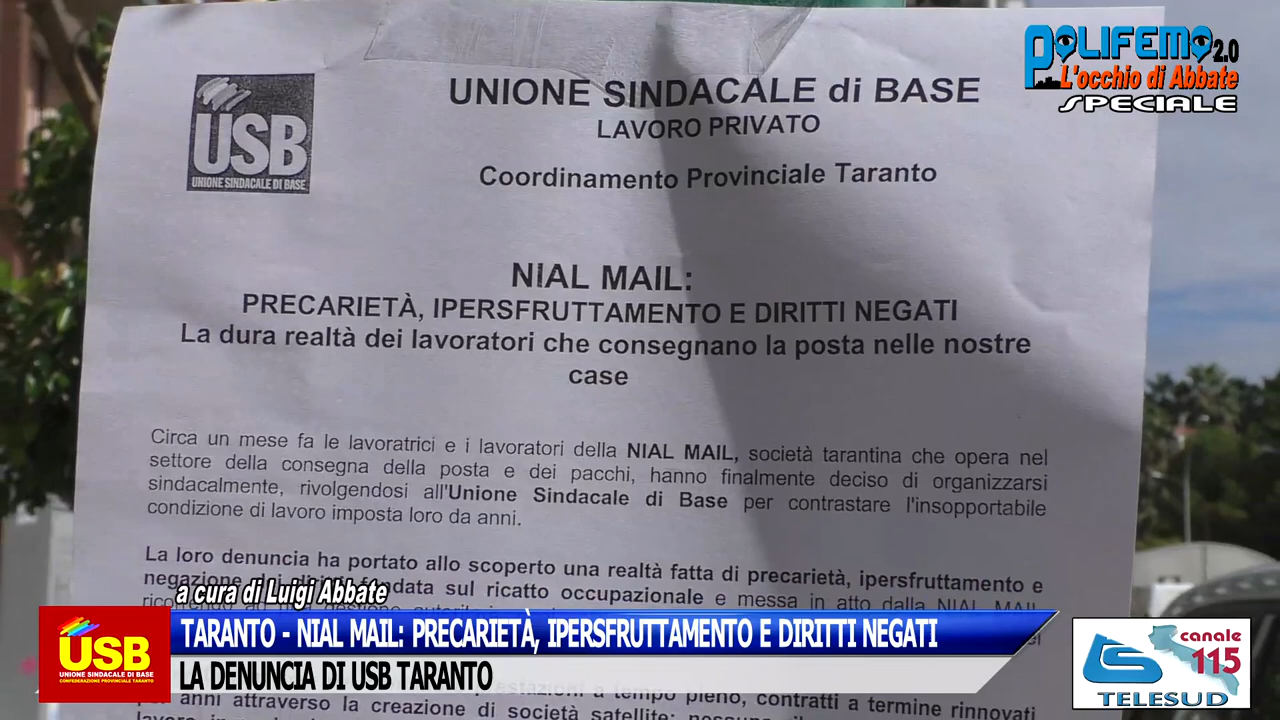 POLIFEMO 2.0
L'occhio di Abbate
SPECIALE
USB
UNIONE SINDACALE DI BASE
UNIONE SINDACALE di BASE
LAVORO PRIVATO
Coordinamento Provinciale Taranto
NIAL MAIL:
PRECARIETÀ, IPERSFRUTTAMENTO E DIRITTI NEGATI
La dura realtà dei lavoratori che consegnano la posta nelle nostre
case
Circa un mese fa le lavoratrici e i lavoratori della NIAL MAIL, società tarantina che opera nel
settore della consegna della posta e dei pacchi, hanno finalmente deciso di organizzarsi
sindacalmente, rivolgendosi all'Unione Sindacale di Base per contrastare l'insopportabile
condizione di lavoro imposta loro da anni.
La loro denuncia ha portato allo scoperto una realtà fatta di precarietà, ipersfruttamento e
negazione sul ricatto occupazionale e messa in atto dalla NIAL MAIL
a cura di Luigi Abbate
TARANTO - NIAL MAIL: PRECARIETÀ, IPERSFRUTTAMENTO E DIRITTI NEGATI
LA DENUNCIA DI USB TARANTO
USB
UNIONE SINDACALE DI BASE
CONFEDERAZIONE PROVINCIALE TARANTO
a tempo pieno, contratti a termine rinnovati
anni attraverso la creazione di società satellite:
canale
115
TELESUD